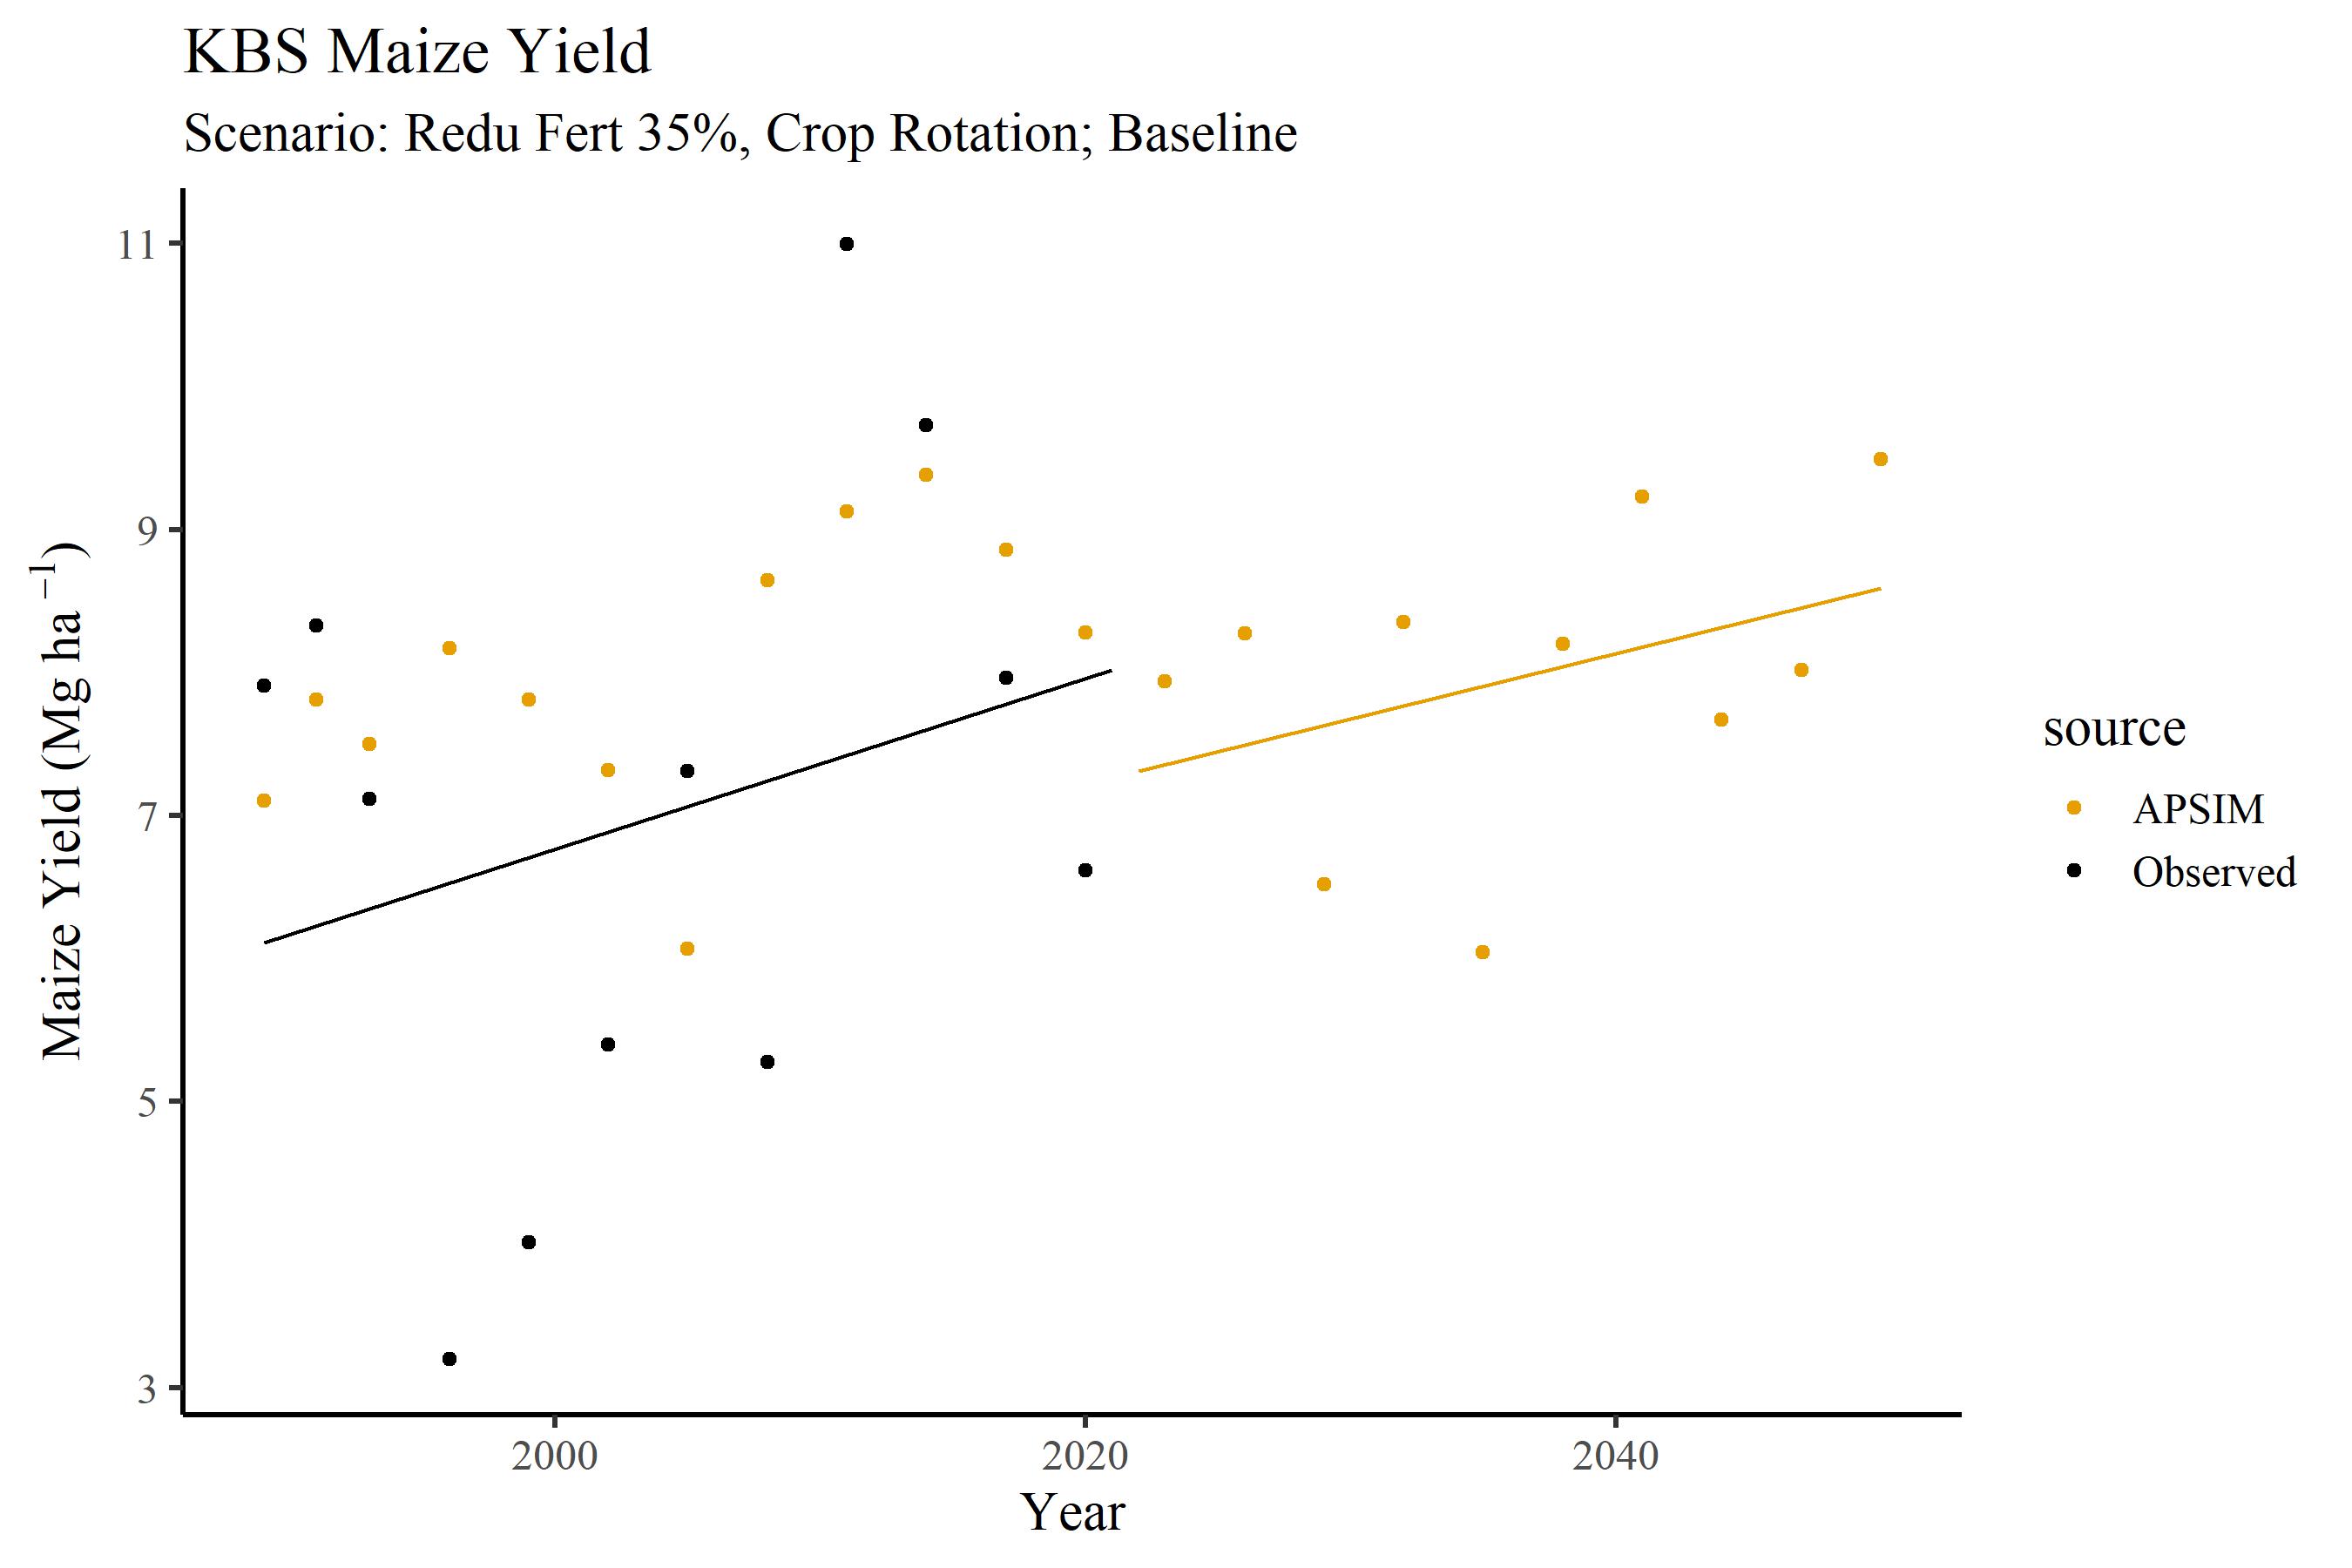 KBS Maize Yield
Scenario: Redu Fert 35%, Crop Rotation; Baseline
Maize Yield (Mg ha⁻¹)
11
9
7
5
3
2000
2020
2040
Year
source
APSIM
Observed